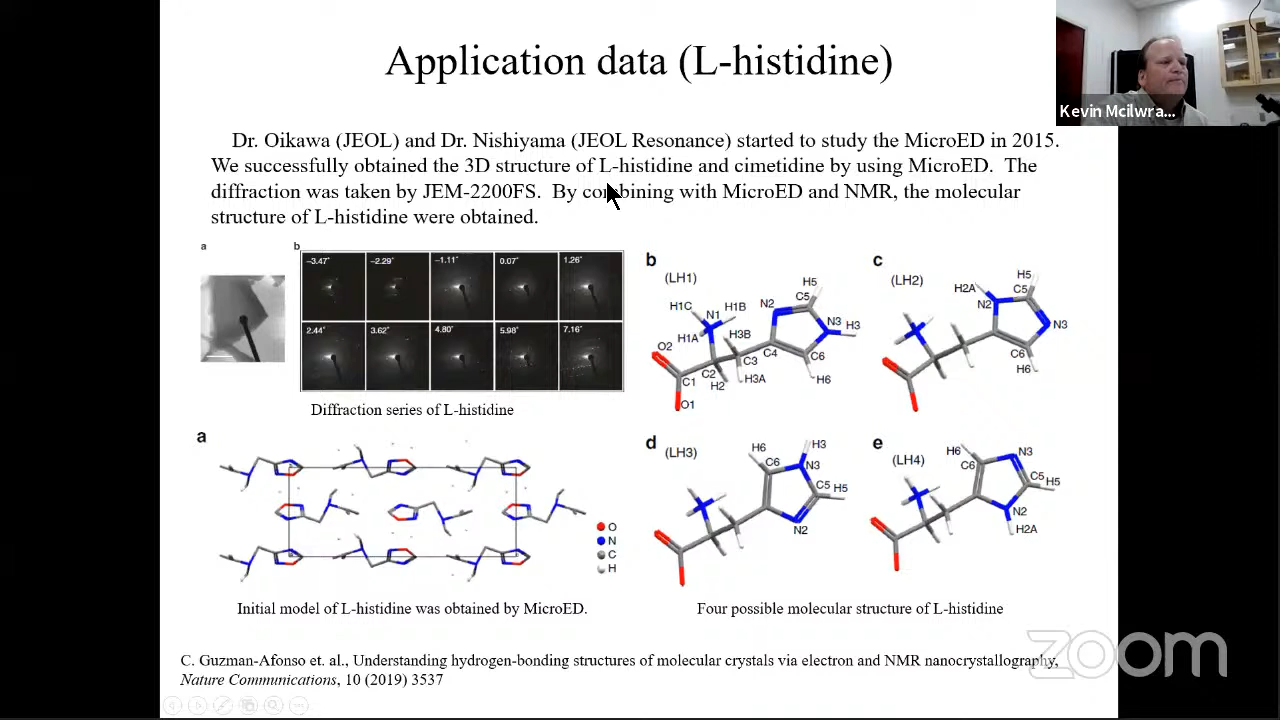 Application data (L-histidine)
Kevin Mcilwra...
Dr. Oikawa (JEOL) and Dr. Nishiyama (JEOL Resonance) started to study the MicroED in 2015.
We successfully obtained the 3D structure of L-histidine and cimetidine by using MicroED. The
diffraction was taken by JEM-2200FS. By combining with MicroED and NMR, the molecular
structure of L-histidine were obtained.
a
b
-3.47° -2.29° -1.11° 0.07° 1.26°
2.44° 3.62° 4.80° 5.98° 7.16°
Diffraction series of L-histidine
a
O
N
C
H
Initial model of L-histidine was obtained by MicroED.
b
(LH1)
H5
N2 C5
H1C N1 H1B
N3 H3
H1A H3B
O2
C4
C3 C6
C2
C1 H2 H3A H6
O1
c
(LH2)
H5
H2A C5
N2
N3
C6
H6
d
(LH3)
H6 H3
C6 N3
C5 H5
N2
e
(LH4)
H6 N3
C6
C5 H5
N2
H2A
Four possible molecular structure of L-histidine
C. Guzman-Afonso et. al., Understanding hydrogen-bonding structures of molecular crystals via electron and NMR nanocrystallography,
Nature Communications, 10 (2019) 3537
zoom